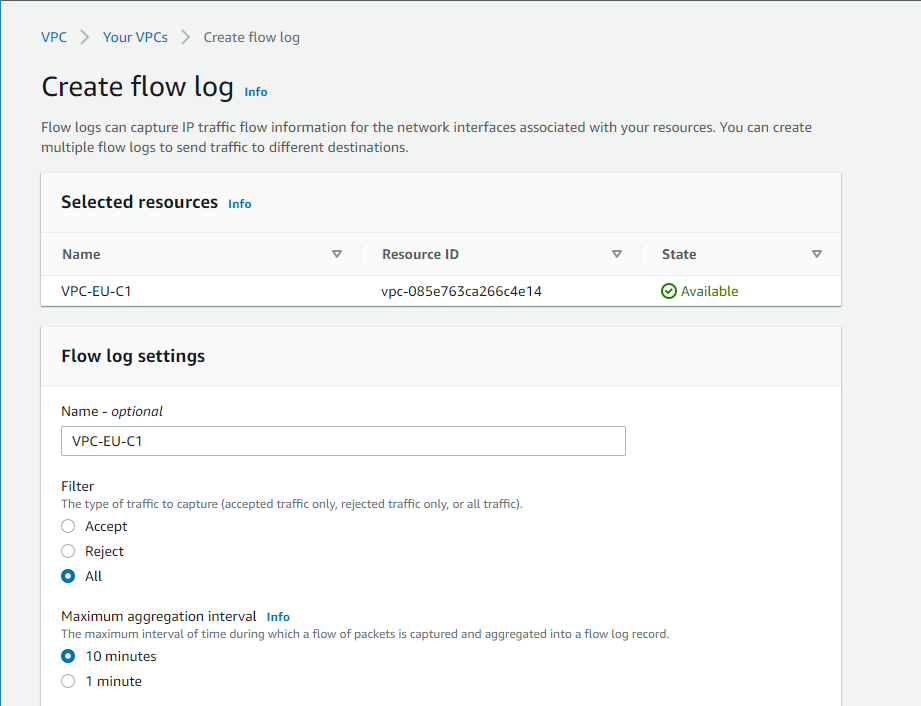 VPC > Your VPCs > Create flow log
Create flow log Info
Flow logs can capture IP traffic flow information for the network interfaces associated with your resources. You can create
multiple flow logs to send traffic to different destinations.
Selected resources Info
Name Resource ID State
VPC-EU-C1 vpc-085e763ca266c4e14 Available
Flow log settings
Name - optional
VPC-EU-C1
Filter
The type of traffic to capture (accepted traffic only, rejected traffic only, or all traffic).
Accept
Reject
All
Maximum aggregation interval Info
The maximum interval of time during which a flow of packets is captured and aggregated into a flow log record.
10 minutes
1 minute